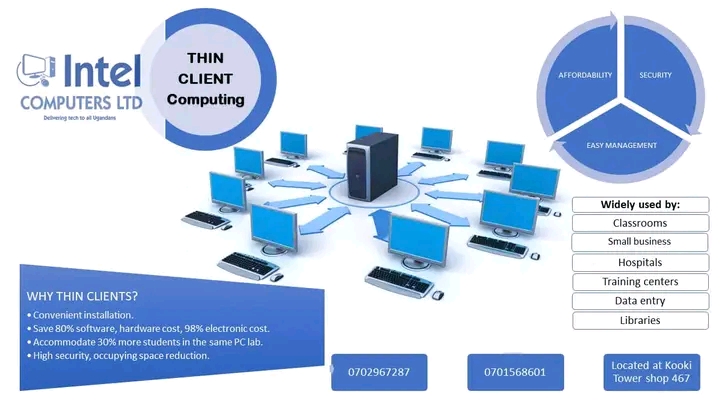 Intel
COMPUTERS LTD
Delivering tech to all Ugandans
THIN
CLIENT
Computing
AFFORDABILITY
SECURITY
EASY MANAGEMENT
Widely used by:
Classrooms
Small business
Hospitals
Training centers
Data entry
Libraries
WHY THIN CLIENTS?
• Convenient installation.
• Save 80% software, hardware cost, 98% electronic cost.
• Accommodate 30% more students in the same PC lab.
• High security, occupying space reduction.
0702967287
0701568601
Located at Kooki
Tower shop 467